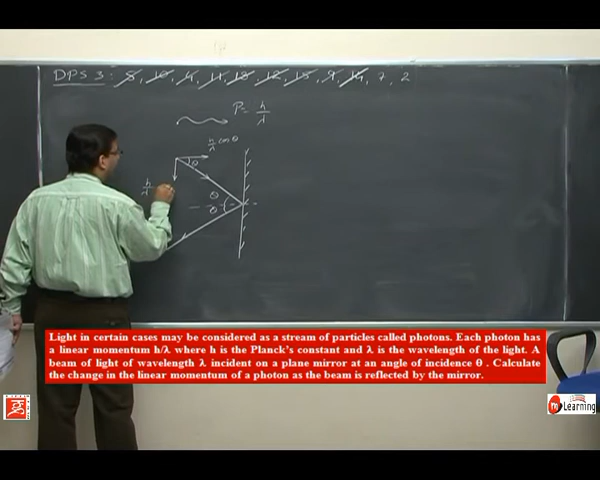 DPS 3 : 8, 10, 4, 11, 13, 12, 15, 9, 14, 7, 2
P = h/λ
h/λ cos θ
θ
h/λ
θ
θ
Light in certain cases may be considered as a stream of particles called photons. Each photon has
a linear momentum h/λ where h is the Planck's constant and λ is the wavelength of the light. A
beam of light of wavelength λ incident on a plane mirror at an angle of incidence θ . Calculate
the change in the linear momentum of a photon as the beam is reflected by the mirror.
Learning